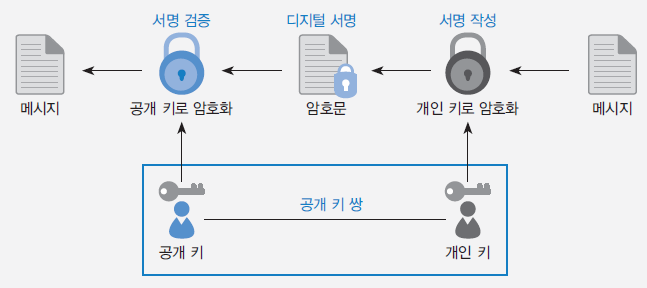 서명 검증
디지털 서명
서명 작성
메시지
공개 키로 암호화
암호문
개인 키로 암호화
메시지
공개 키 쌍
공개 키
개인 키